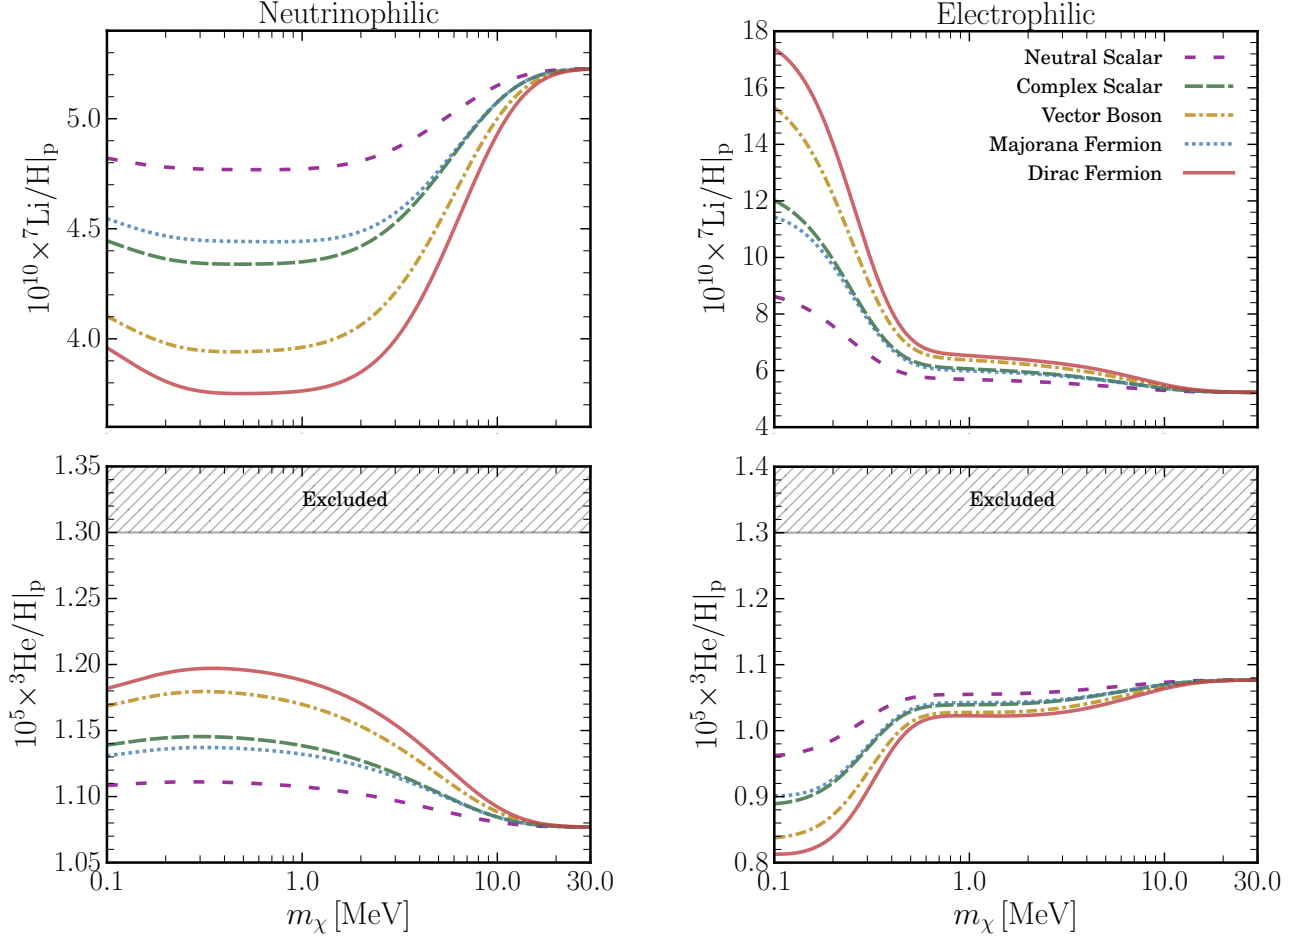 Neutrinophilic
5.0
4.5
4.0
10¹⁰×⁷Li/H|ₚ
Electrophilic
18
16
14
12
10
8
6
4
10¹⁰×⁷Li/H|ₚ
Neutral Scalar
Complex Scalar
Vector Boson
Majorana Fermion
Dirac Fermion
1.35
1.30
1.25
1.20
1.15
1.10
1.05
10⁵×³He/H|ₚ
Excluded
0.1
1.0
10.0
30.0
m_χ [MeV]
1.4
1.3
1.2
1.1
1.0
0.9
0.8
10⁵×³He/H|ₚ
Excluded
0.1
1.0
10.0
30.0
m_χ [MeV]